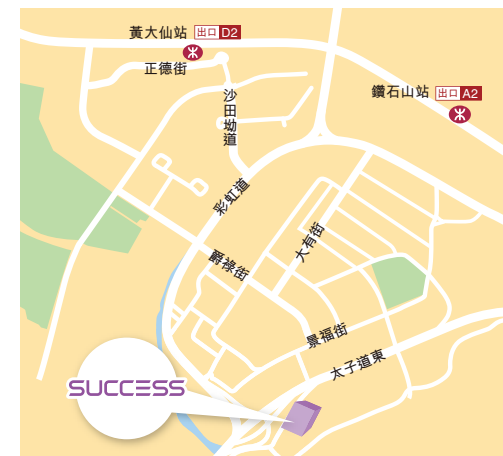 黃大仙站 出口 D2
正德街
鑽石山站 出口 A2
沙田坳道
彩虹道
大有街
爵祿街
景福街
太子道東
SUCCESS